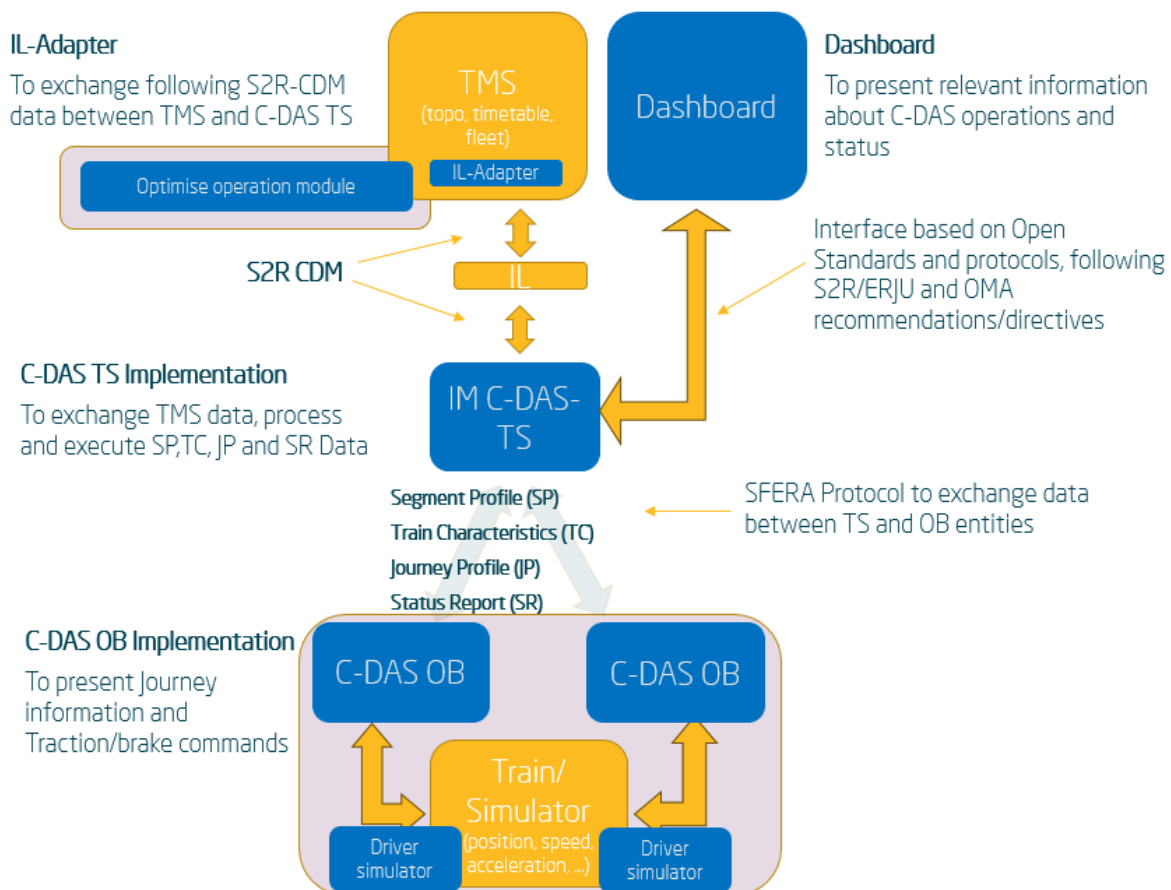 IL-Adapter
To exchange following S2R-CDM
data between TMS and C-DAS TS
TMS
(topo, timetable,
fleet)
IL-Adapter
Optimise operation module
Dashboard
Dashboard
To present relevant information
about C-DAS operations and
status
S2R CDM
IL
Interface based on Open
Standards and protocols, following
S2R/ERJU and OMA
recommendations/directives
C-DAS TS Implementation
To exchange TMS data, process
and execute SP,TC, JP and SR Data
IM C-DAS-
TS
Segment Profile (SP)
Train Characteristics (TC)
Journey Profile (JP)
Status Report (SR)
SFERA Protocol to exchange data
between TS and OB entities
C-DAS OB Implementation
To present Journey
information and
Traction/brake commands
C-DAS OB
C-DAS OB
Train/
Simulator
(position, speed,
acceleration, ...)
Driver
simulator
Driver
simulator